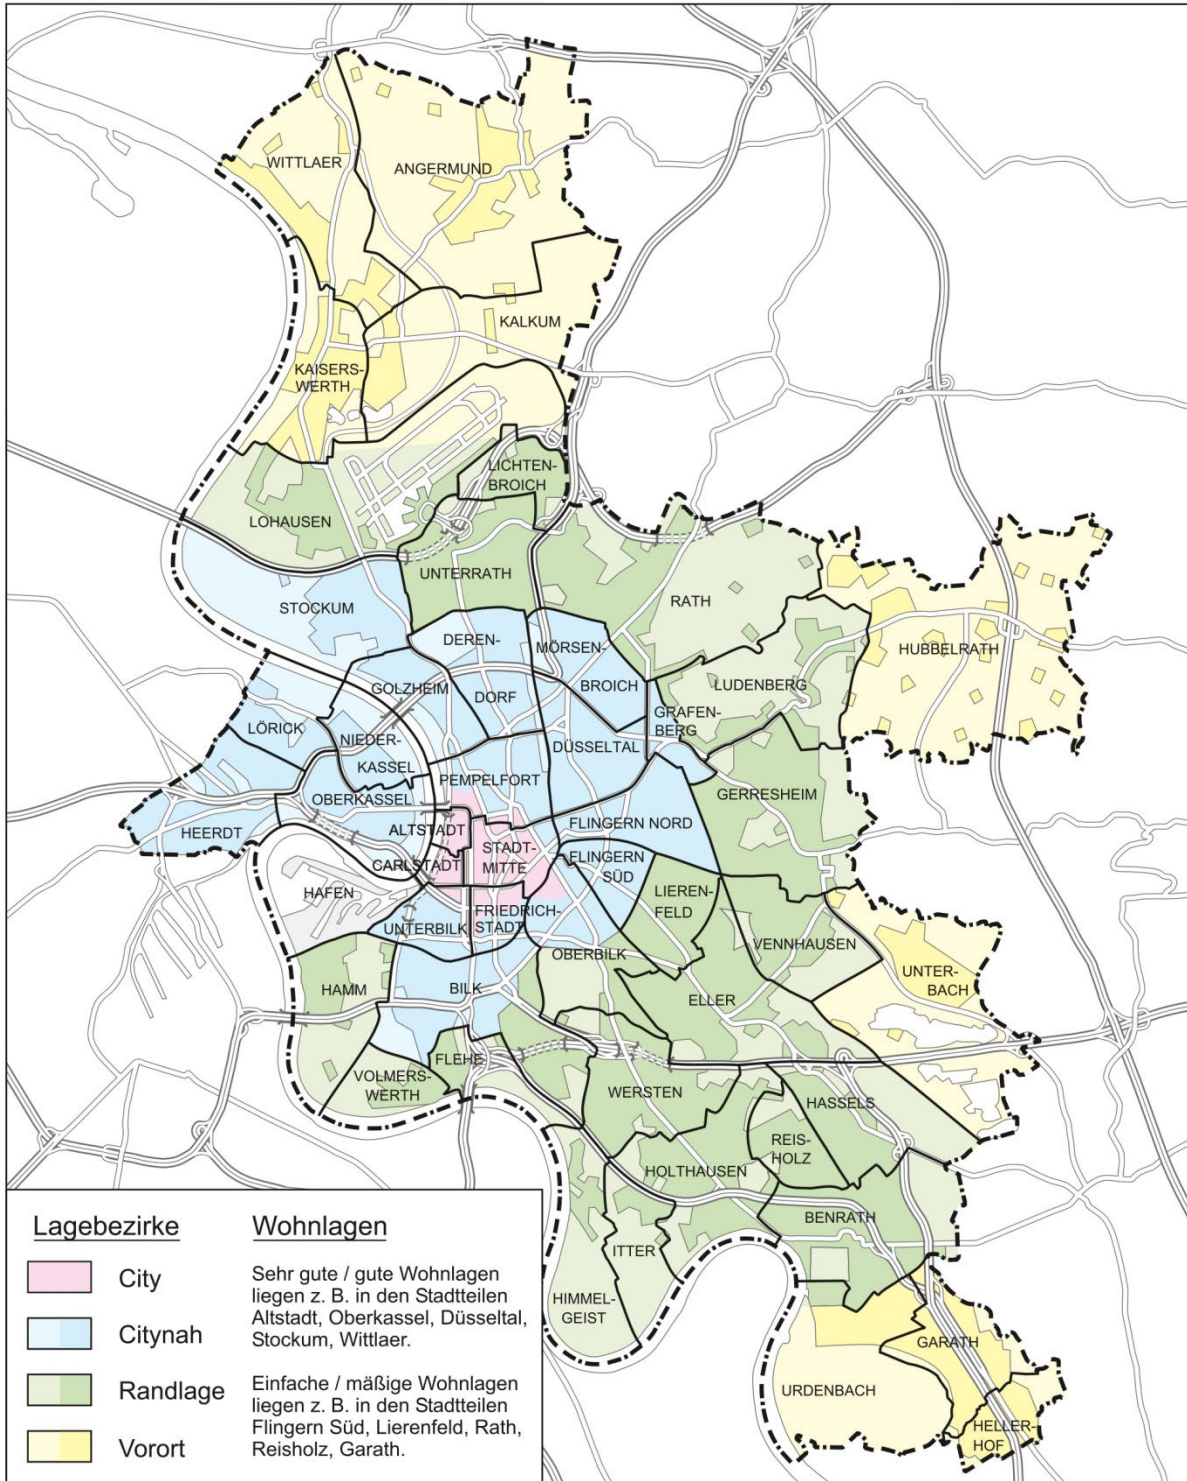 WITTLAER
ANGERMUND
KALKUM
KAISERS-
WERTH
LICHTEN-
BROICH
LOHAUSEN
UNTERRATH
STOCKUM
RATH
DEREN-
DORF
MÖRSEN-
BROICH
HUBBELRATH
GOLZHEIM
LUDENBERG
GRAFEN-
BERG
LÖRICK
NIEDER-
KASSEL
DÜSSELTAL
PEMPELFORT
OBERKASSEL
GERRESHEIM
HEERDT
ALTSTADT
FLINGERN NORD
STADT-
MITTE
CARLSTADT
FLINGERN
SÜD
HAFEN
LIEREN-
FELD
FRIEDRICH-
STADT
UNTERBILK
VENNHAUSEN
OBERBILK
UNTER-
BACH
HAMM
BILK
ELLER
FLEHE
VOLMERS-
WERTH
WERSTEN
HASSELS
REIS-
HOLZ
HOLTHAUSEN
BENRATH
ITTER
HIMMEL-
GEIST
GARATH
URDENBACH
HELLER-
HOF
Lagebezirke
City
Citynah
Randlage
Vorort
Wohnlagen
Sehr gute / gute Wohnlagen
liegen z. B. in den Stadtteilen
Altstadt, Oberkassel, Düsseltal,
Stockum, Wittlaer.
Einfache / mäßige Wohnlagen
liegen z. B. in den Stadtteilen
Flingern Süd, Lierenfeld, Rath,
Reisholz, Garath.